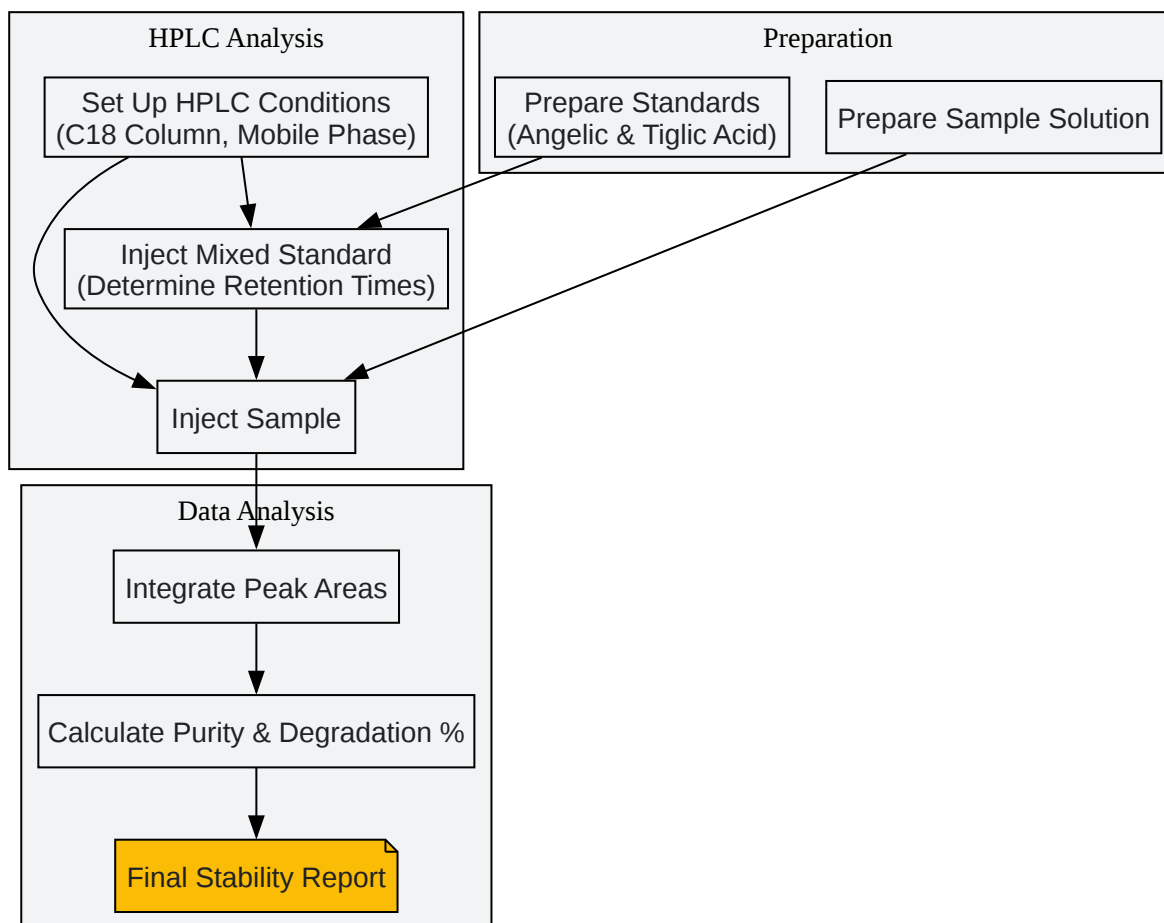 HPLC Analysis
Preparation
Set Up HPLC Conditions
(C18 Column, Mobile Phase)
Prepare Standards
(Angelic & Tiglic Acid)
Prepare Sample Solution
Inject Mixed Standard
(Determine Retention Times)
Inject Sample
Data Analysis
Integrate Peak Areas
Calculate Purity & Degradation %
Final Stability Report